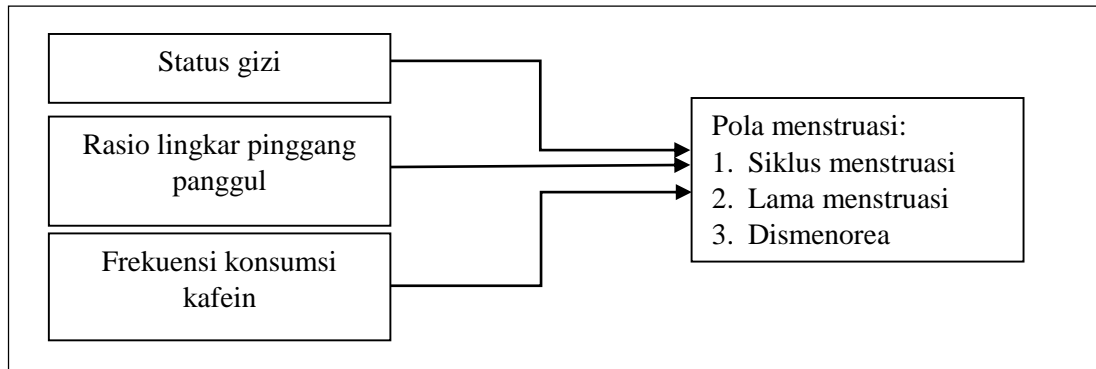 Status gizi
Rasio lingkar pinggang
panggul
Frekuensi konsumsi
kafein
Pola menstruasi:
1. Siklus menstruasi
2. Lama menstruasi
3. Dismenorea